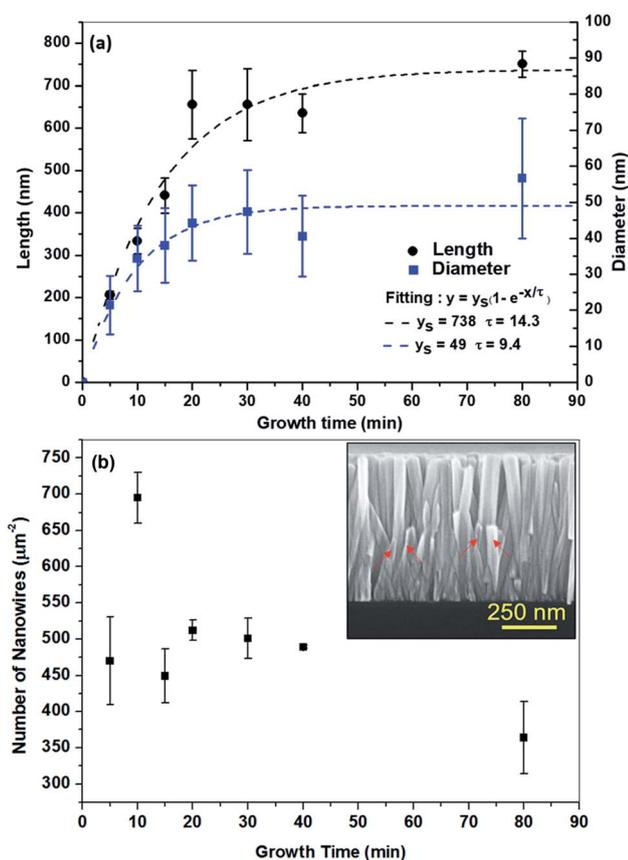 (a)
800
700
600
500
400
300
200
100
0
Length (nm)
100
90
80
70
60
50
40
30
20
10
0
Diameter (nm)
Length
Diameter
Fitting : y = yS(1- e-x/τ )
yS = 738 τ = 14.3
yS = 49 τ = 9.4
0 10 20 30 40 50 60 70 80 90
Growth time (min)
(b)
750
700
650
600
550
500
450
400
350
300
Number of Nanowires (μm-2)
250 nm
0 10 20 30 40 50 60 70 80 90
Growth Time (min)